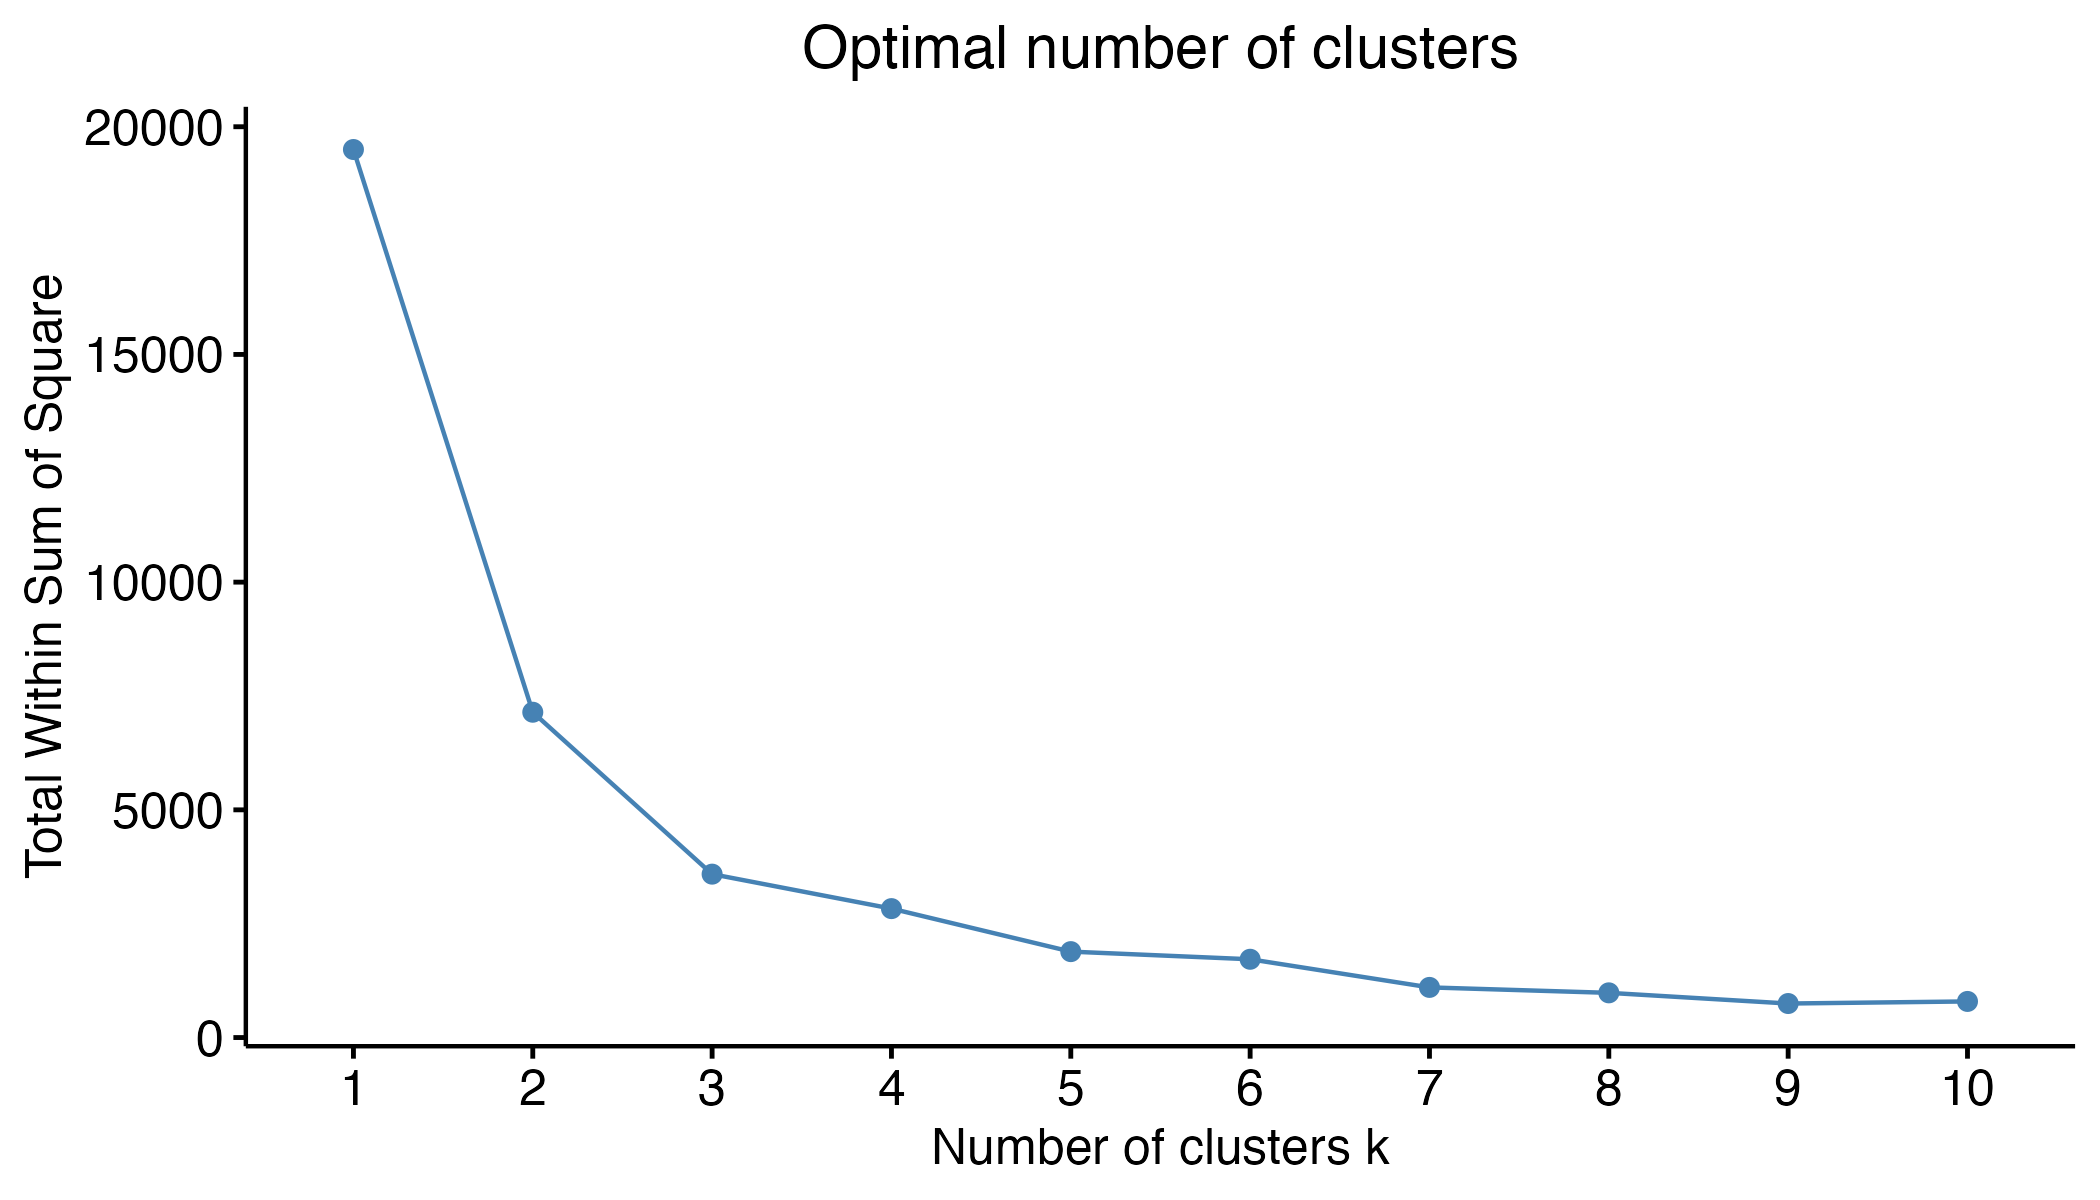 Optimal number of clusters
Total Within Sum of Square
20000
15000
10000
5000
0
1 2 3 4 5 6 7 8 9 10
Number of clusters k